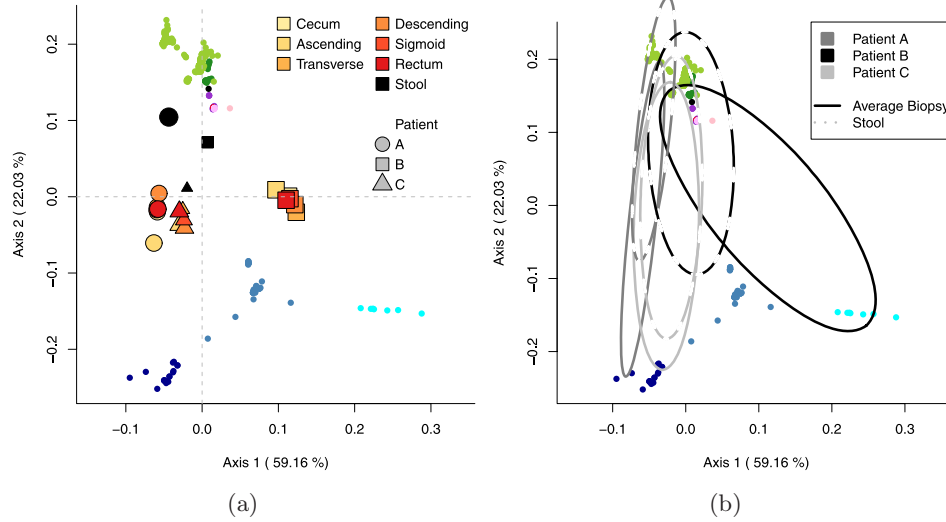 Cecum
Ascending
Transverse
Descending
Sigmoid
Rectum
Stool
Patient
A
B
C
0.2
0.1
0.0
−0.1
−0.2
Axis 2 ( 22.03 %)
−0.1
0.0
0.1
0.2
0.3
Axis 1 ( 59.16 %)
(a)
Patient A
Patient B
Patient C
Average Biopsy
Stool
0.2
0.1
0.0
−0.1
−0.2
Axis 2 ( 22.03 %)
−0.1
0.0
0.1
0.2
0.3
Axis 1 ( 59.16 %)
(b)